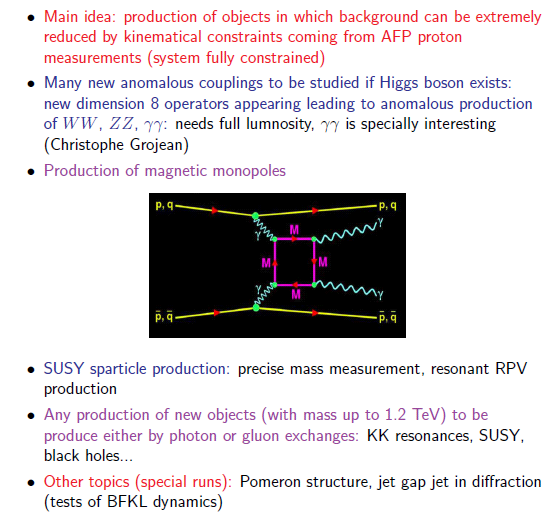 • Main idea: production of objects in which background can be extremely
reduced by kinematical constraints coming from AFP proton
measurements (system fully constrained)
• Many new anomalous couplings to be studied if Higgs boson exists:
new dimension 8 operators appearing leading to anomalous production
of WW, ZZ, γγ: needs full lumnosity, γγ is specially interesting
(Christophe Grojean)
• Production of magnetic monopoles
p, q p, q
γ M γ
M M
γ M γ
p̄, q̄ p̄, q̄
• SUSY sparticle production: precise mass measurement, resonant RPV
production
• Any production of new objects (with mass up to 1.2 TeV) to be
produce either by photon or gluon exchanges: KK resonances, SUSY,
black holes...
• Other topics (special runs): Pomeron structure, jet gap jet in diffraction
(tests of BFKL dynamics)